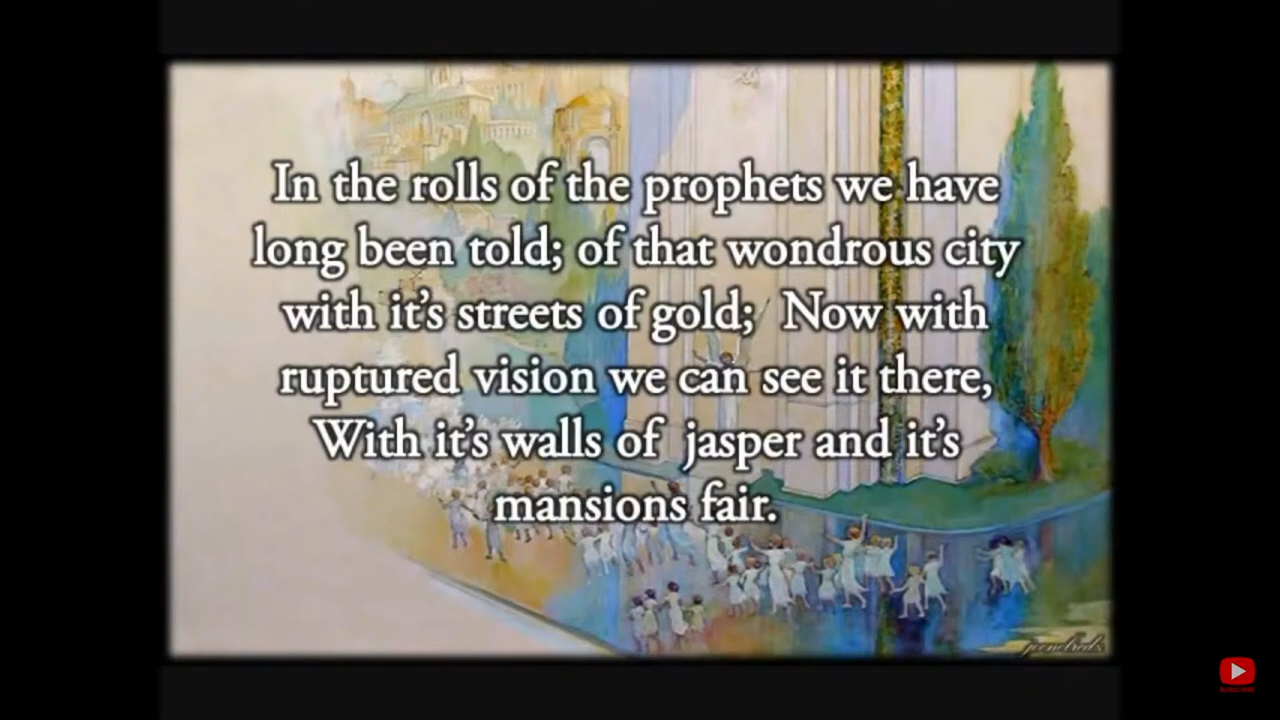 In the rolls of the prophets we have
long been told; of that wondrous city
with it's streets of gold; Now with
ruptured vision we can see it there,
With it's walls of jasper and it's
mansions fair.